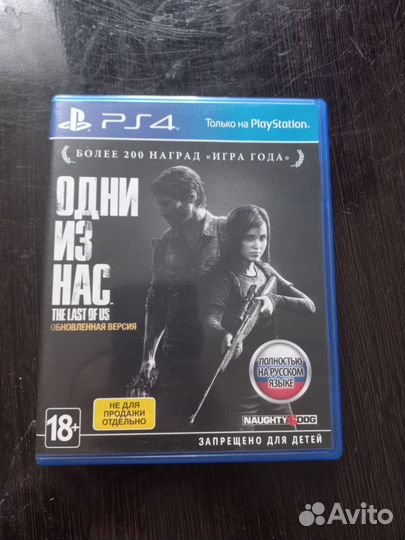 PS4
Только на PlayStation
БОЛЕЕ 200 НАГРАД «ИГРА ГОДА»
ОДНИ
ИЗ
НАС
THE LAST OF US
ОБНОВЛЕННАЯ ВЕРСИЯ
ПОЛНОСТЬЮ
НА РУССКОМ
ЯЗЫКЕ
НЕ ДЛЯ
ПРОДАЖИ
ОТДЕЛЬНО
18+
NAUGHTY DOG
ЗАПРЕЩЕНО ДЛЯ ДЕТЕЙ
Avito